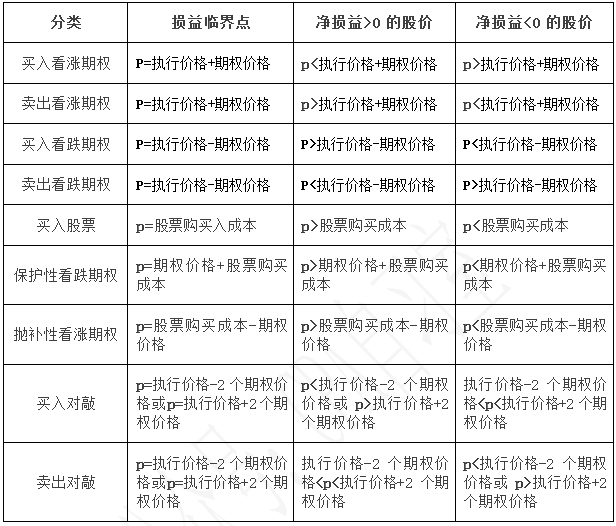 分类 损益临界点 净损益>0 的股价 净损益<0 的股价
买入看涨期权 P=执行价格+期权价格 p<执行价格+期权价格 p>执行价格+期权价格
卖出看涨期权 P=执行价格+期权价格 p>执行价格+期权价格 p<执行价格+期权价格
买入看跌期权 P=执行价格-期权价格 P>执行价格-期权价格 P<执行价格-期权价格
卖出看跌期权 P=执行价格-期权价格 P<执行价格-期权价格 P>执行价格-期权价格
买入股票 p=股票购买入成本 p>股票购买成本 p<股票购买成本
保护性看跌期权
p=期权价格+股票购买
成本
p>期权价格+股票购买
成本
p<期权价格+股票购买
成本
抛补性看涨期权
p=股票购买成本-期权
价格
p>股票购买成本-期权
价格
p<股票购买成本-期权
价格
买入对敲
p=执行价格-2 个期权价
格或p=执行价格+2 个期
权价格
p<执行价格-2 个期权
价格或 p>执行价格+2
个期权价格
执行价格-2 个期权价
格<p<执行价格+2 个期
权价格
卖出对敲
p=执行价格-2 个期权价
格或p=执行价格+2 个期
权价格
执行价格-2 个期权价
格<p<执行价格+2 个期
权价格
p<执行价格-2 个期权
价格或 p>执行价格+2
个期权价格